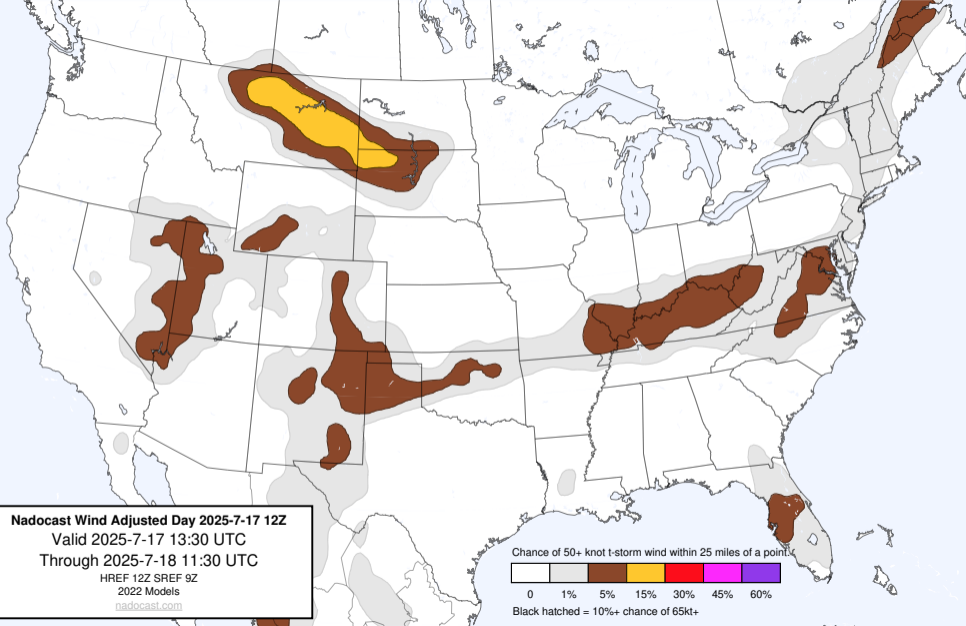 Nadocast Wind Adjusted Day 2025-7-17 12Z
Valid 2025-7-17 13:30 UTC
Through 2025-7-18 11:30 UTC
HREF 12Z SREF 9Z
2022 Models
nadocast.com
Chance of 50+ knot t-storm wind within 25 miles of a point.
0 1% 5% 15% 30% 45% 60%
Black hatched = 10%+ chance of 65kt+